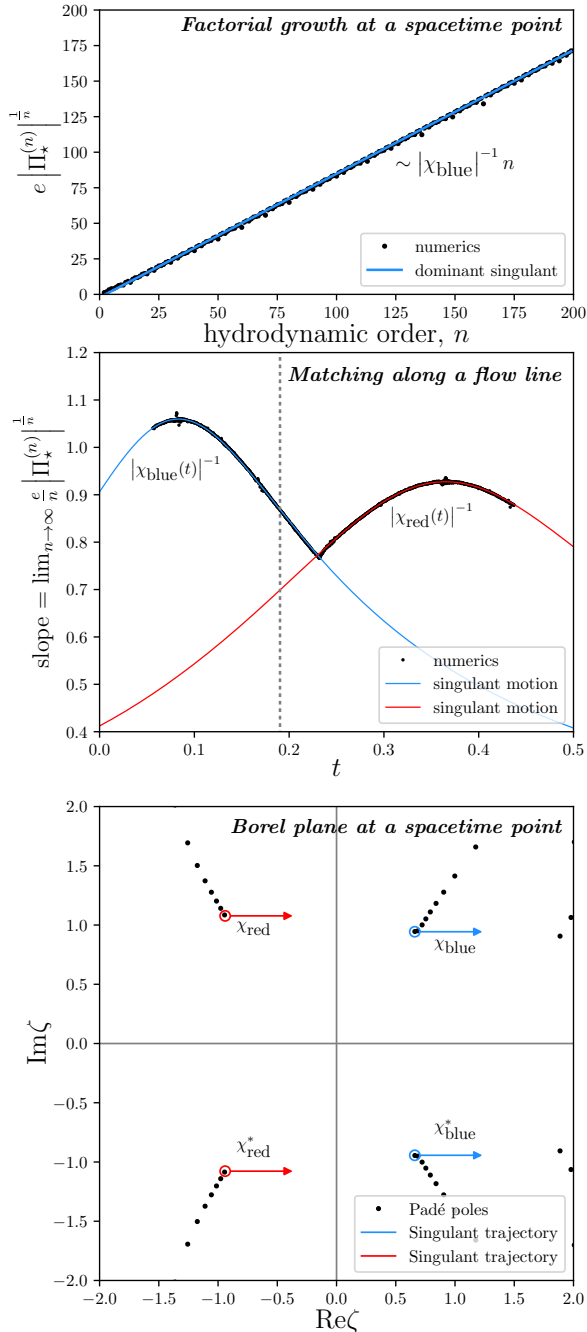 Factorial growth at a spacetime point
e |Π⋆^(n)|^(1/n)
200
175
150
125
100
75
50
25
0
∼ |χ_blue|^−1 n
numerics
dominant singulant
0 25 50 75 100 125 150 175 200
hydrodynamic order, n
Matching along a flow line
slope = lim_{n→∞} e/n |Π⋆^(n)|^(1/n)
1.2
1.1
1.0
0.9
0.8
0.7
0.6
0.5
0.4
|χ_blue(t)|^−1
|χ_red(t)|^−1
numerics
singulant motion
singulant motion
0.0 0.1 0.2 0.3 0.4 0.5
t
Borel plane at a spacetime point
Imζ
2.0
1.5
1.0
0.5
0.0
−0.5
−1.0
−1.5
−2.0
χ_red
χ_blue
χ*_red
χ*_blue
Padé poles
Singulant trajectory
Singulant trajectory
−2.0 −1.5 −1.0 −0.5 0.0 0.5 1.0 1.5 2.0
Reζ